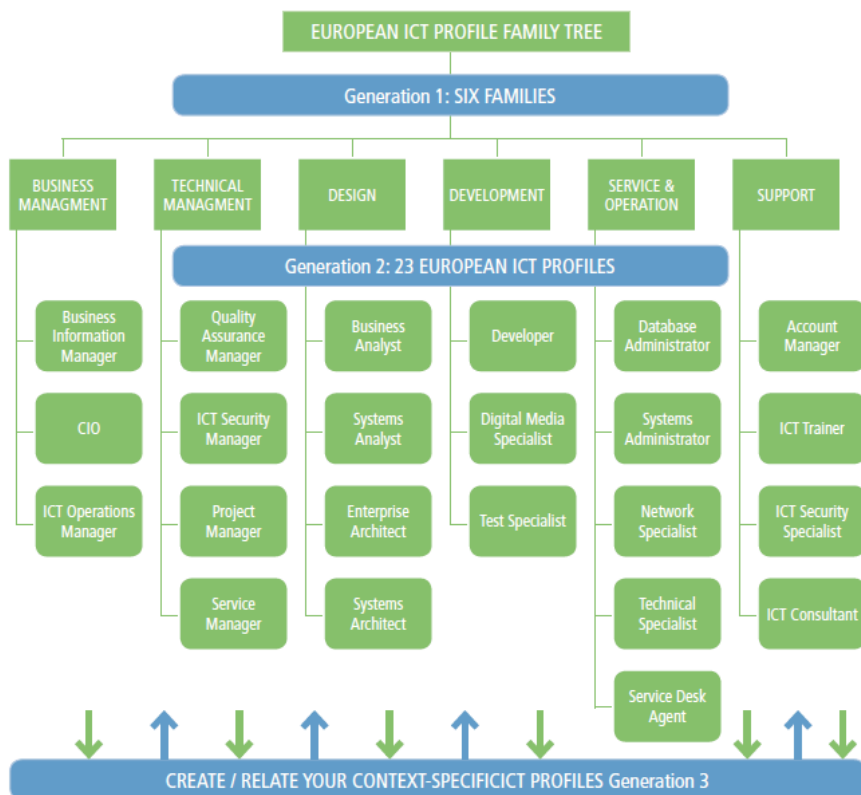 EUROPEAN ICT PROFILE FAMILY TREE
Generation 1: SIX FAMILIES
BUSINESS
MANAGMENT
TECHNICAL
MANAGMENT
DESIGN
DEVELOPMENT
SERVICE &
OPERATION
SUPPORT
Generation 2: 23 EUROPEAN ICT PROFILES
Business
Information
Manager
CIO
ICT Operations
Manager
Quality
Assurance
Manager
ICT Security
Manager
Project
Manager
Service
Manager
Business
Analyst
Systems
Analyst
Enterprise
Architect
Systems
Architect
Developer
Digital Media
Specialist
Test Specialist
Database
Administrator
Systems
Administrator
Network
Specialist
Technical
Specialist
Service Desk
Agent
Account
Manager
ICT Trainer
ICT Security
Specialist
ICT Consultant
CREATE / RELATE YOUR CONTEXT-SPECIFICICT PROFILES Generation 3